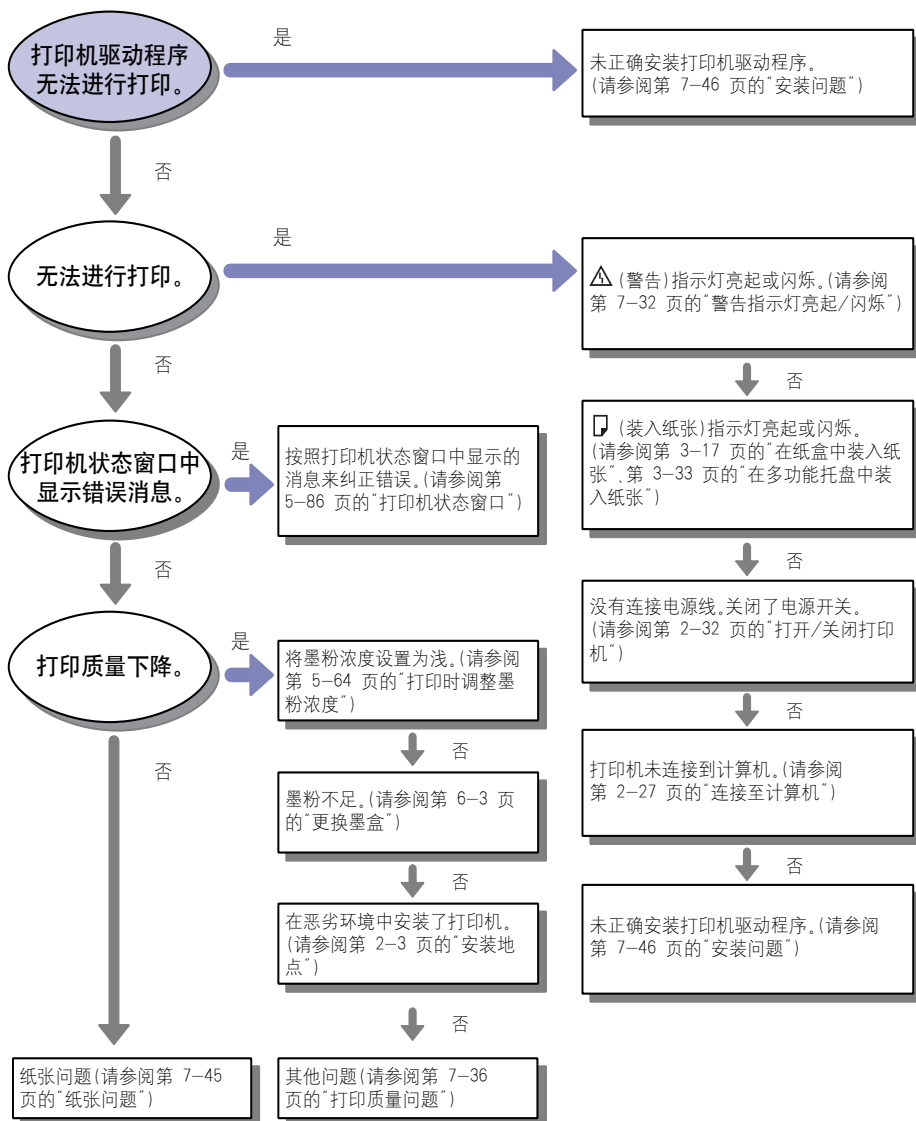 打印机驱动程序
无法进行打印。
是
未正确安装打印机驱动程序。
(请参阅第 7-46 页的"安装问题")
否
无法进行打印。
是
(警告)指示灯亮起或闪烁。(请参阅
第 7-32 页的"警告指示灯亮起/闪烁")
否
否
(装入纸张)指示灯亮起或闪烁。
(请参阅第 3-17 页的"在纸盒中装入纸
张"、第 3-33 页的"在多功能托盘中装
入纸张")
打印机状态窗口中
显示错误消息。
是
按照打印机状态窗口中显示的
消息来纠正错误。(请参阅第
5-86 页的"打印机状态窗口")
否
否
没有连接电源线。关闭了电源开关。
(请参阅第 2-32 页的"打开/关闭打印
机")
打印质量下降。
是
将墨粉浓度设置为浅。(请参阅
第 5-64 页的"打印时调整墨
粉浓度")
否
打印机未连接到计算机。(请参阅
第 2-27 页的"连接至计算机")
否
否
墨粉不足。(请参阅第 6-3 页
的"更换墨盒")
否
否
未正确安装打印机驱动程序。(请参阅
第 7-46 页的"安装问题")
在恶劣环境中安装了打印机。
(请参阅第 2-3 页的"安装地
点")
否
纸张问题(请参阅第 7-45
页的"纸张问题")
其他问题(请参阅第 7-36
页的"打印质量问题")